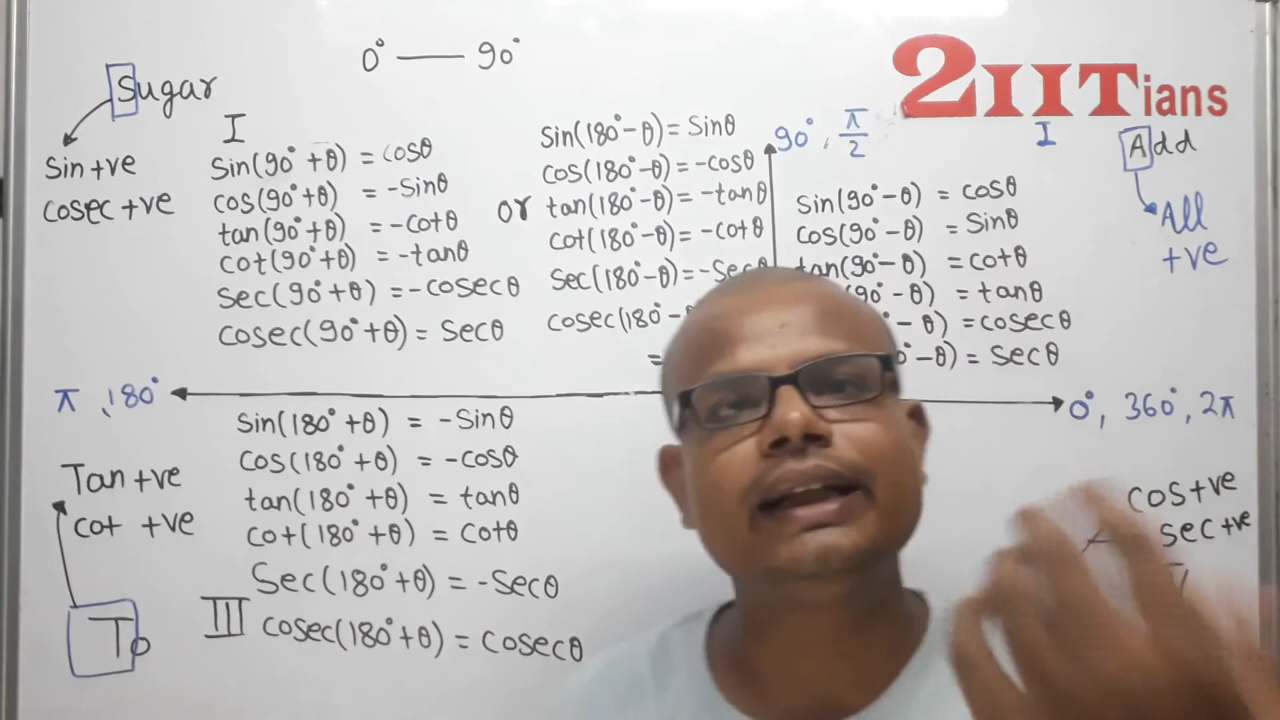 0° — 90°
2IITians
Sugar
Sin +ve
cosec +ve
I
Sin(90° + θ) = cosθ
cos(90° + θ) = -Sinθ
tan(90° + θ) = -cotθ
cot(90° + θ) = -tanθ
sec(90° + θ) = -cosecθ
cosec(90° + θ) = Secθ
or
Sin(180° - θ) = Sinθ
cos(180° - θ) = -cosθ
tan(180° - θ) = -tanθ
cot(180° - θ) = -cotθ
sec(180° - θ) = -Secθ
cosec(180° -
=
90°, π/2
I
Add
All
+ve
Sin(90° - θ) = cosθ
cos(90° - θ) = Sinθ
tan(90° - θ) = cotθ
(90° - θ) = tanθ
- θ) = cosecθ
0° - θ) = secθ
π, 180°
0°, 360°, 2π
Tan +ve
cot +ve
To
III
Sin(180° + θ) = -Sinθ
cos(180° + θ) = -cosθ
tan(180° + θ) = tanθ
cot(180° + θ) = cotθ
Sec(180° + θ) = -Secθ
cosec(180° + θ) = cosecθ
cos+ve
sec+ve